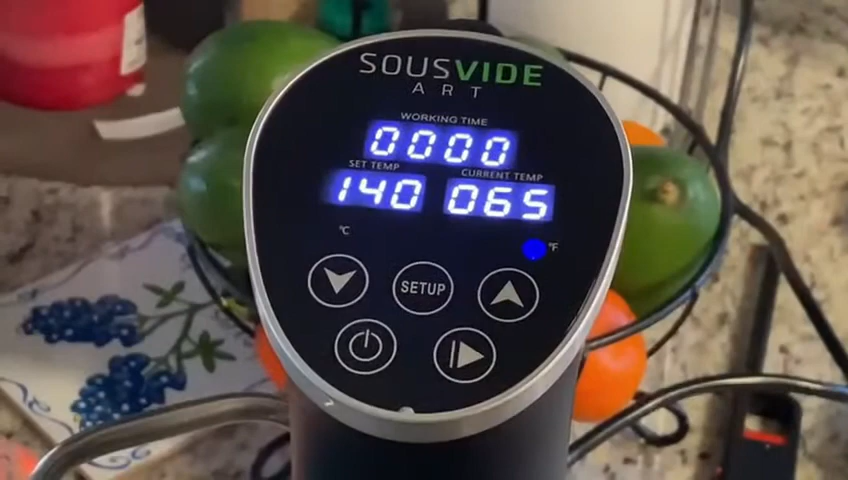 SOUSVIDE
ART
WORKING TIME
0000
SET TEMP CURRENT TEMP
140 065
℃ ℉
SETUP